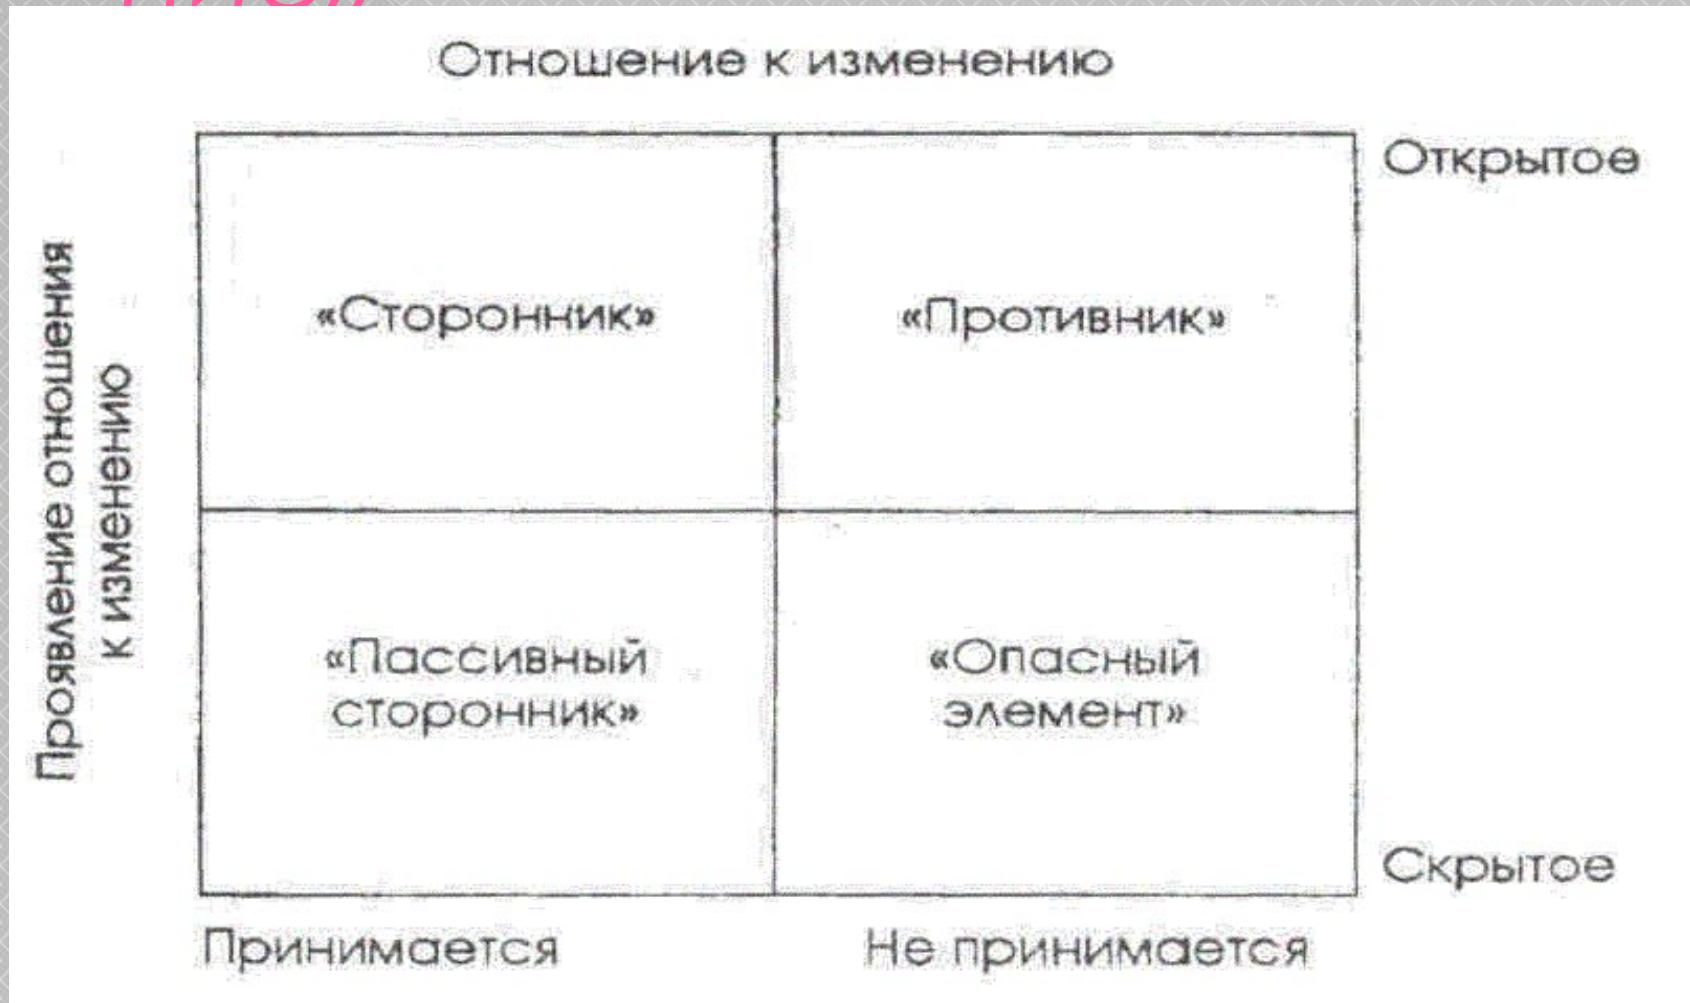 Отношение к изменению
Открытое
Проявление отношения
к изменению
«Сторонник»
«Противник»
«Пассивный
сторонник»
«Опасный
элемент»
Скрытое
Принимается
Не принимается